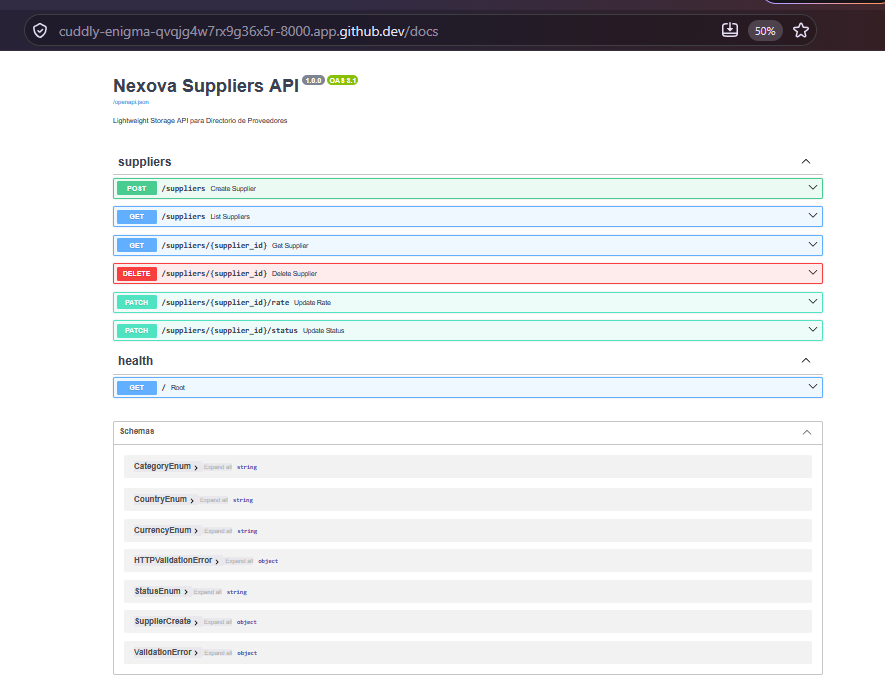 cuddly-enigma-qvqjg4w7rx9g36x5r-8000.app.github.dev/docs 50%
Nexova Suppliers API 1.0.0 OAS 3.1
/openapi.json
Lightweight Storage API para Directorio de Proveedores
suppliers
POST /suppliers Create Supplier
GET /suppliers List Suppliers
GET /suppliers/{supplier_id} Get Supplier
DELETE /suppliers/{supplier_id} Delete Supplier
PATCH /suppliers/{supplier_id}/rate Update Rate
PATCH /suppliers/{supplier_id}/status Update Status
health
GET / Root
Schemas
CategoryEnum Expand all string
CountryEnum Expand all string
CurrencyEnum Expand all string
HTTPValidationError Expand all object
StatusEnum Expand all string
SupplierCreate Expand all object
ValidationError Expand all object